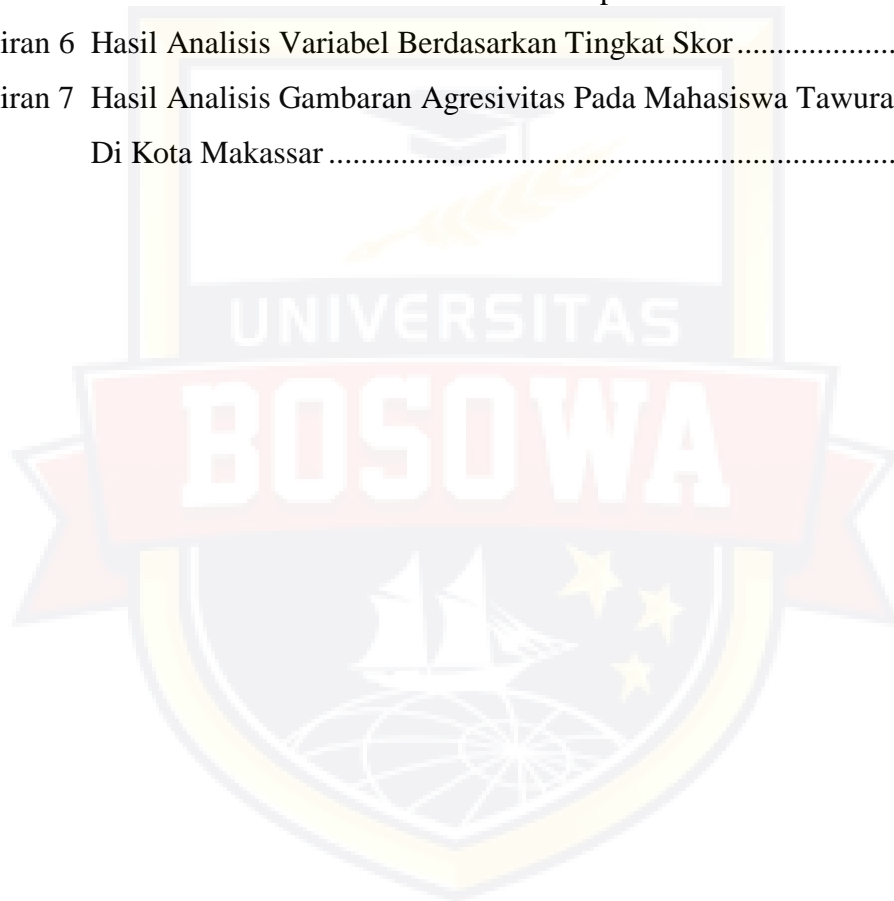 iran 6 Hasil Analisis Variabel Berdasarkan Tingkat Skor...................
iran 7 Hasil Analisis Gambaran Agresivitas Pada Mahasiswa Tawura
Di Kota Makassar.......................................................................
UNIVERSITAS
BOSOWA